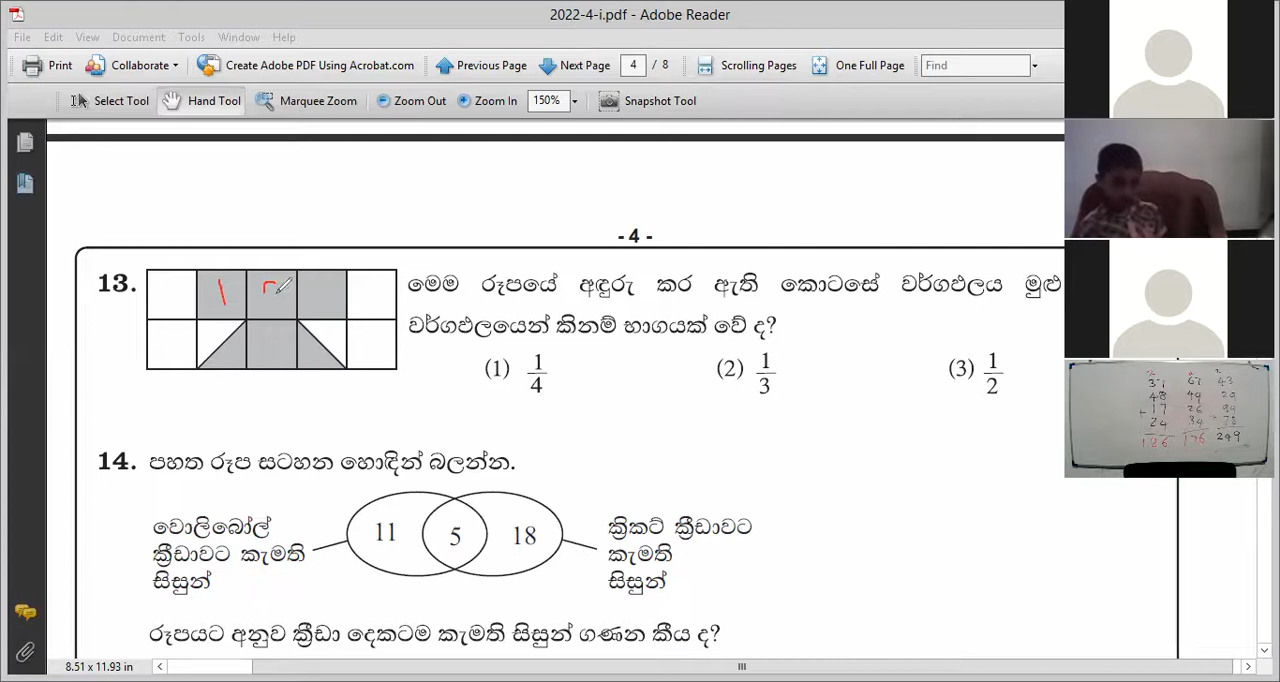 2022-4-i.pdf - Adobe Reader
File Edit View Document Tools Window Help
Print Collaborate Create Adobe PDF Using Acrobat.com Previous Page Next Page 4 / 8 Scrolling Pages One Full Page Find
Select Tool Hand Tool Marquee Zoom Zoom Out Zoom In 150% Snapshot Tool
- 4 -
13. මෙම රූපයේ අඳුරු කර ඇති කොටසේ වර්ගඵලය මුළු
වර්ගඵලයෙන් කිනම් භාගයක් වේ ද?
(1) 1/4 (2) 1/3 (3) 1/2
1
14. පහත රූප සටහන හොඳින් බලන්න.
වොලිබෝල්
ක්‍රීඩාවට කැමති
සිසුන්
11 5 18
ක්‍රිකට් ක්‍රීඩාවට
කැමති
සිසුන්
රූපයට අනුව ක්‍රීඩා දෙකටම කැමති සිසුන් ගණන කීය ද?
8.51 x 11.93 in